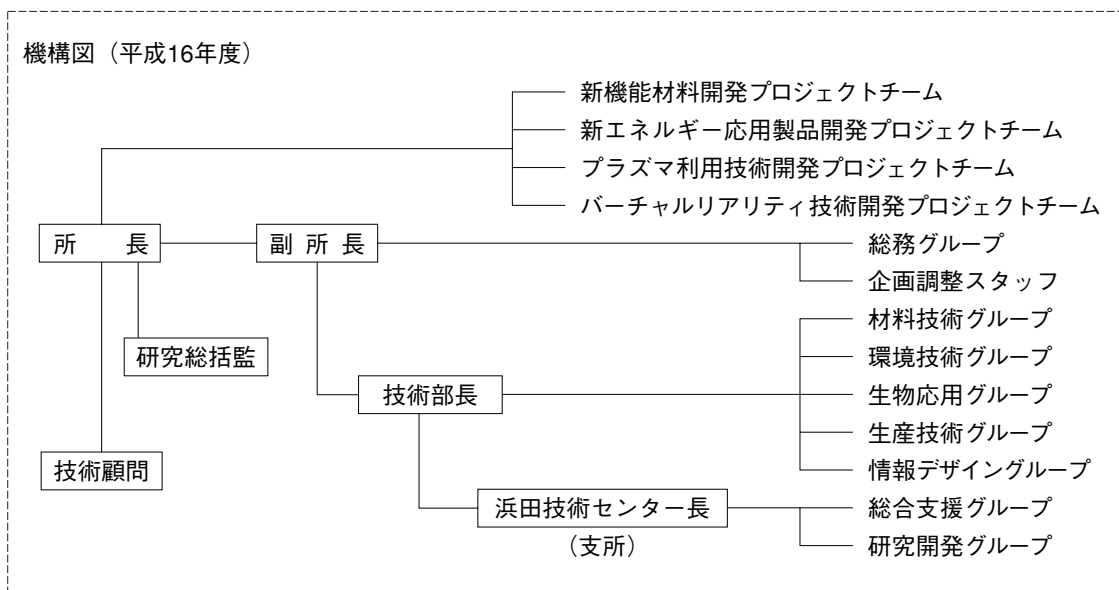 機構図（平成16年度）
新機能材料開発プロジェクトチーム
新エネルギー応用製品開発プロジェクトチーム
プラズマ利用技術開発プロジェクトチーム
バーチャルリアリティ技術開発プロジェクトチーム
所　　長
副 所 長
総務グループ
企画調整スタッフ
材料技術グループ
研究総括監
環境技術グループ
技術部長
生物応用グループ
生産技術グループ
技術顧問
情報デザイングループ
浜田技術センター長
総合支援グループ
（支所）
研究開発グループ